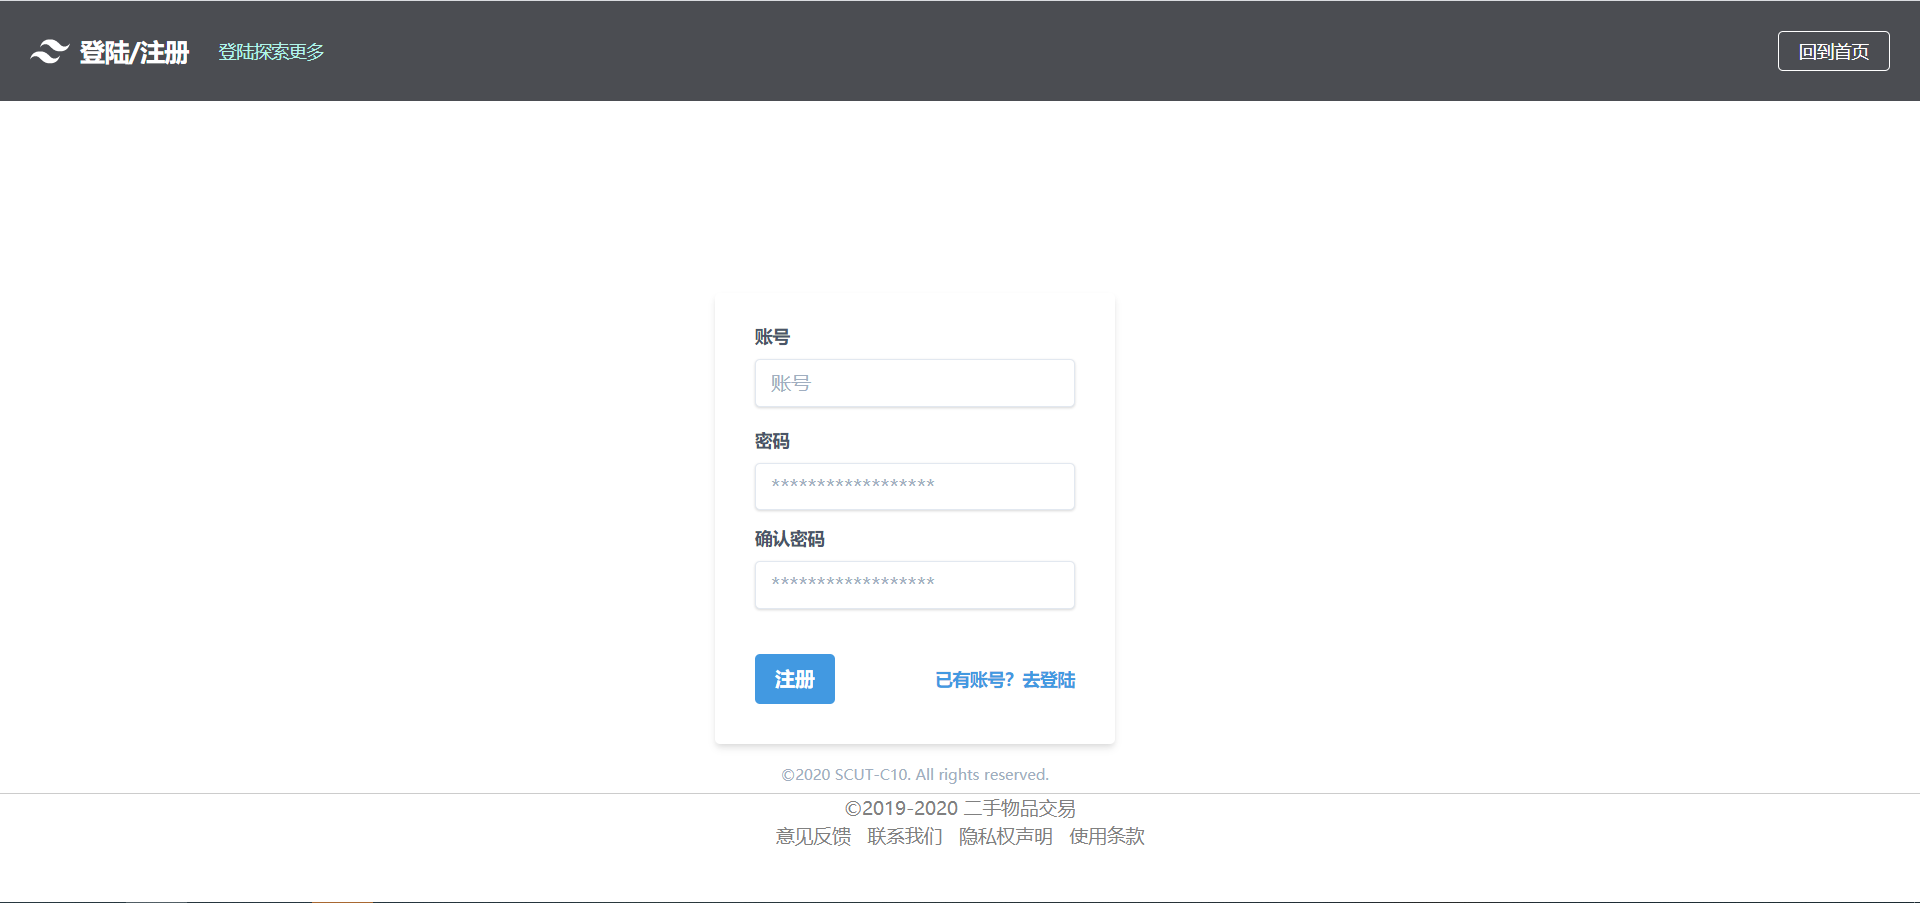 登陆/注册 登陆探索更多 回到首页
账号
账号
密码
******************
确认密码
******************
注册 已有账号？去登陆
©2020 SCUT-C10. All rights reserved.
©2019-2020 二手物品交易
意见反馈 联系我们 隐私权声明 使用条款